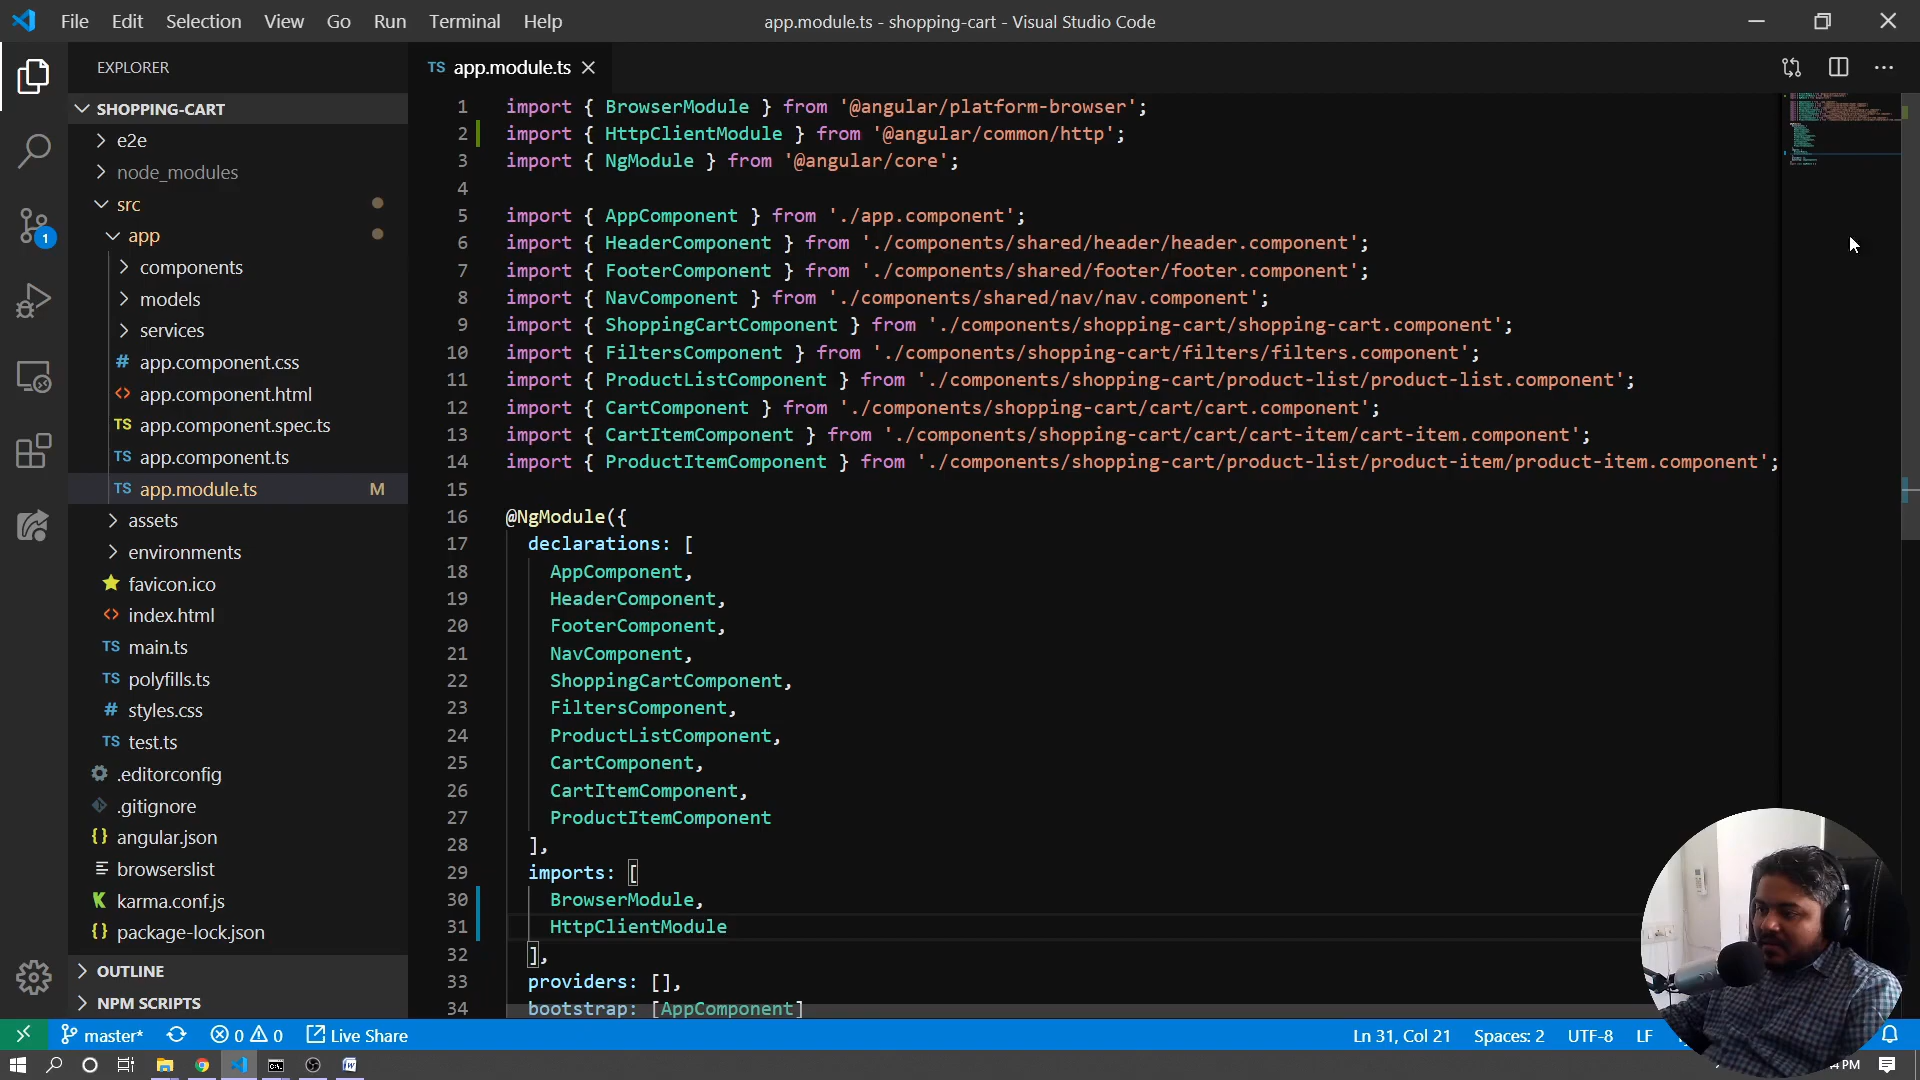 File Edit Selection View Go Run Terminal Help
app.module.ts - shopping-cart - Visual Studio Code
EXPLORER
SHOPPING-CART
e2e
node_modules
src
app
components
models
services
# app.component.css
<> app.component.html
TS app.component.spec.ts
TS app.component.ts
TS app.module.ts M
assets
environments
favicon.ico
<> index.html
TS main.ts
TS polyfills.ts
# styles.css
TS test.ts
.editorconfig
.gitignore
{} angular.json
browserslist
karma.conf.js
{} package-lock.json
OUTLINE
NPM SCRIPTS
1
TS app.module.ts
1 import { BrowserModule } from '@angular/platform-browser';
2 import { HttpClientModule } from '@angular/common/http';
3 import { NgModule } from '@angular/core';
4
5 import { AppComponent } from './app.component';
6 import { HeaderComponent } from './components/shared/header/header.component';
7 import { FooterComponent } from './components/shared/footer/footer.component';
8 import { NavComponent } from './components/shared/nav/nav.component';
9 import { ShoppingCartComponent } from './components/shopping-cart/shopping-cart.component';
10 import { FiltersComponent } from './components/shopping-cart/filters/filters.component';
11 import { ProductListComponent } from './components/shopping-cart/product-list/product-list.component';
12 import { CartComponent } from './components/shopping-cart/cart/cart.component';
13 import { CartItemComponent } from './components/shopping-cart/cart/cart-item/cart-item.component';
14 import { ProductItemComponent } from './components/shopping-cart/product-list/product-item/product-item.component';
15
16 @NgModule({
17 declarations: [
18 AppComponent,
19 HeaderComponent,
20 FooterComponent,
21 NavComponent,
22 ShoppingCartComponent,
23 FiltersComponent,
24 ProductListComponent,
25 CartComponent,
26 CartItemComponent,
27 ProductItemComponent
28 ],
29 imports: [
30 BrowserModule,
31 HttpClientModule
32 ],
33 providers: [],
34 bootstrap: [AppComponent]
master* 0 0 Live Share
Ln 31, Col 21 Spaces: 2 UTF-8 LF
PM